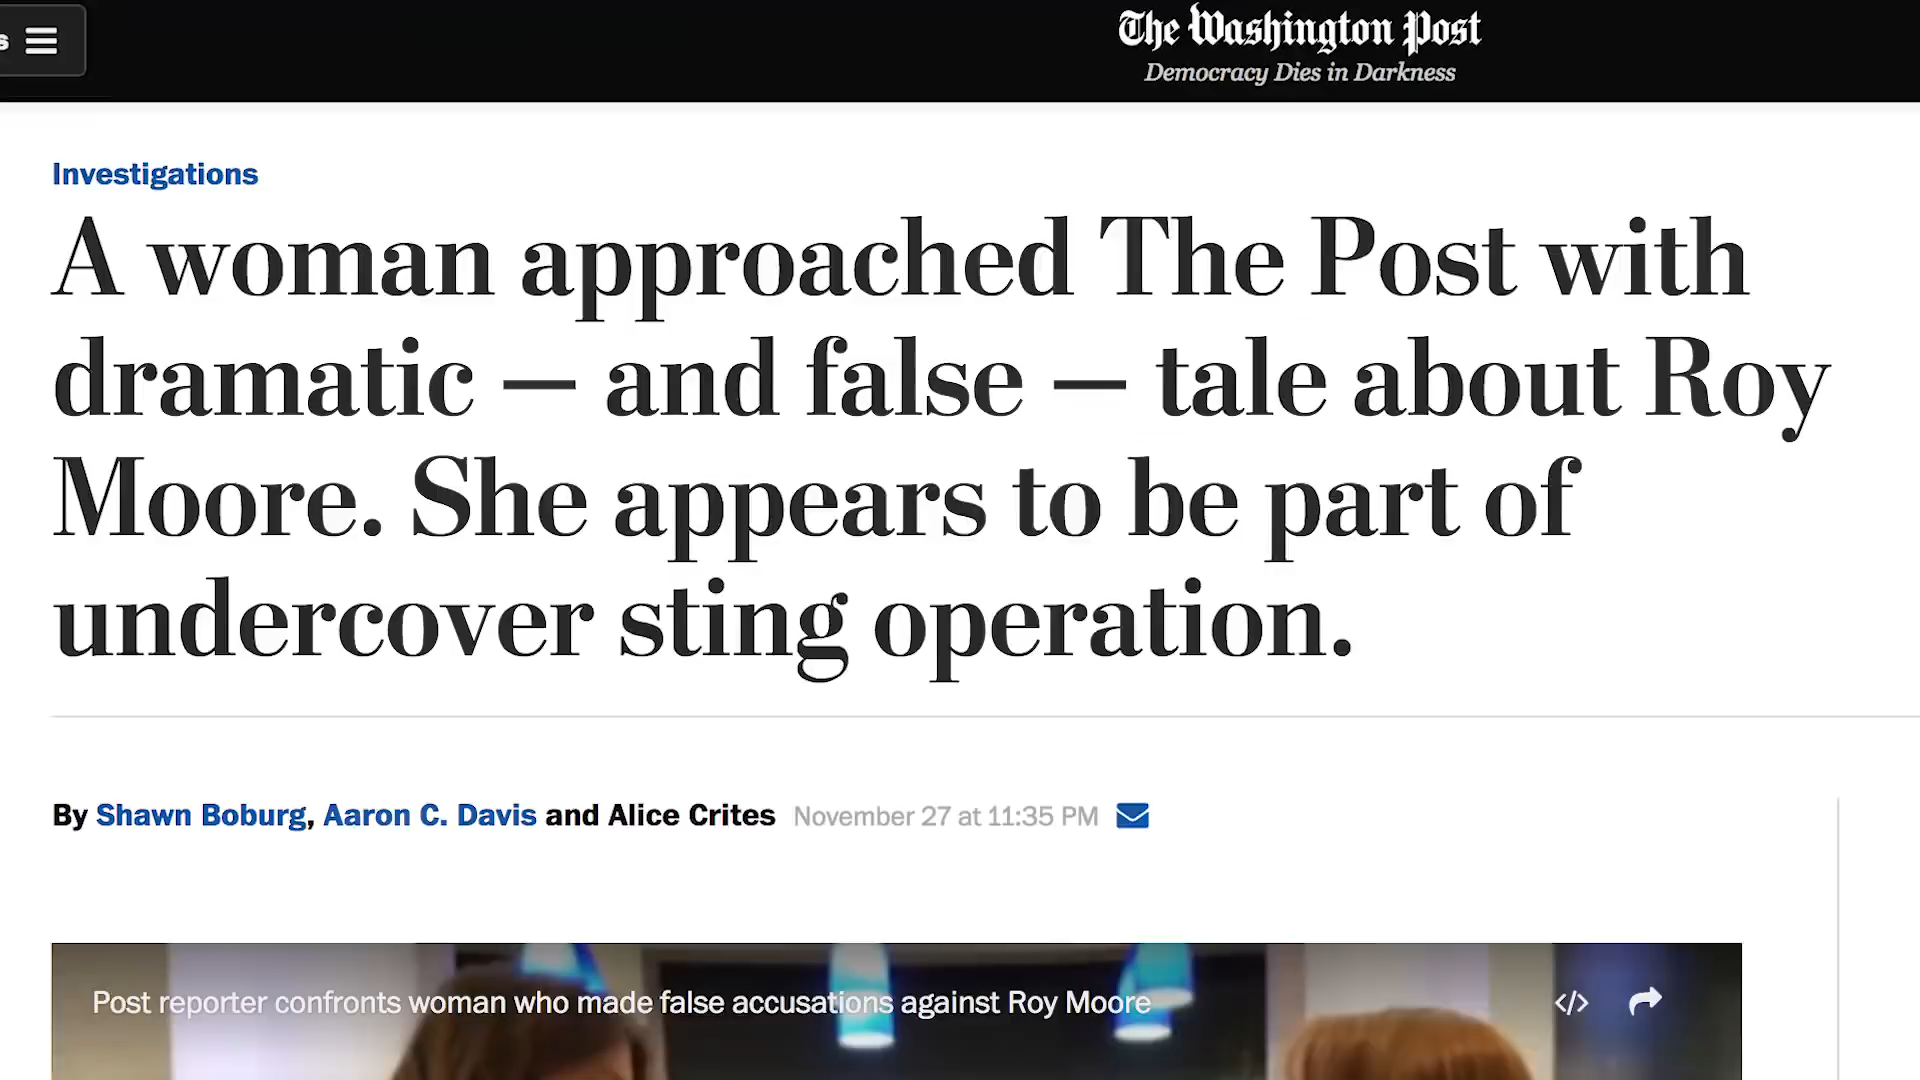 s
The Washington Post
Democracy Dies in Darkness
Investigations
A woman approached The Post with
dramatic — and false — tale about Roy
Moore. She appears to be part of
undercover sting operation.
By Shawn Boburg, Aaron C. Davis and Alice Crites November 27 at 11:35 PM
Post reporter confronts woman who made false accusations against Roy Moore </>